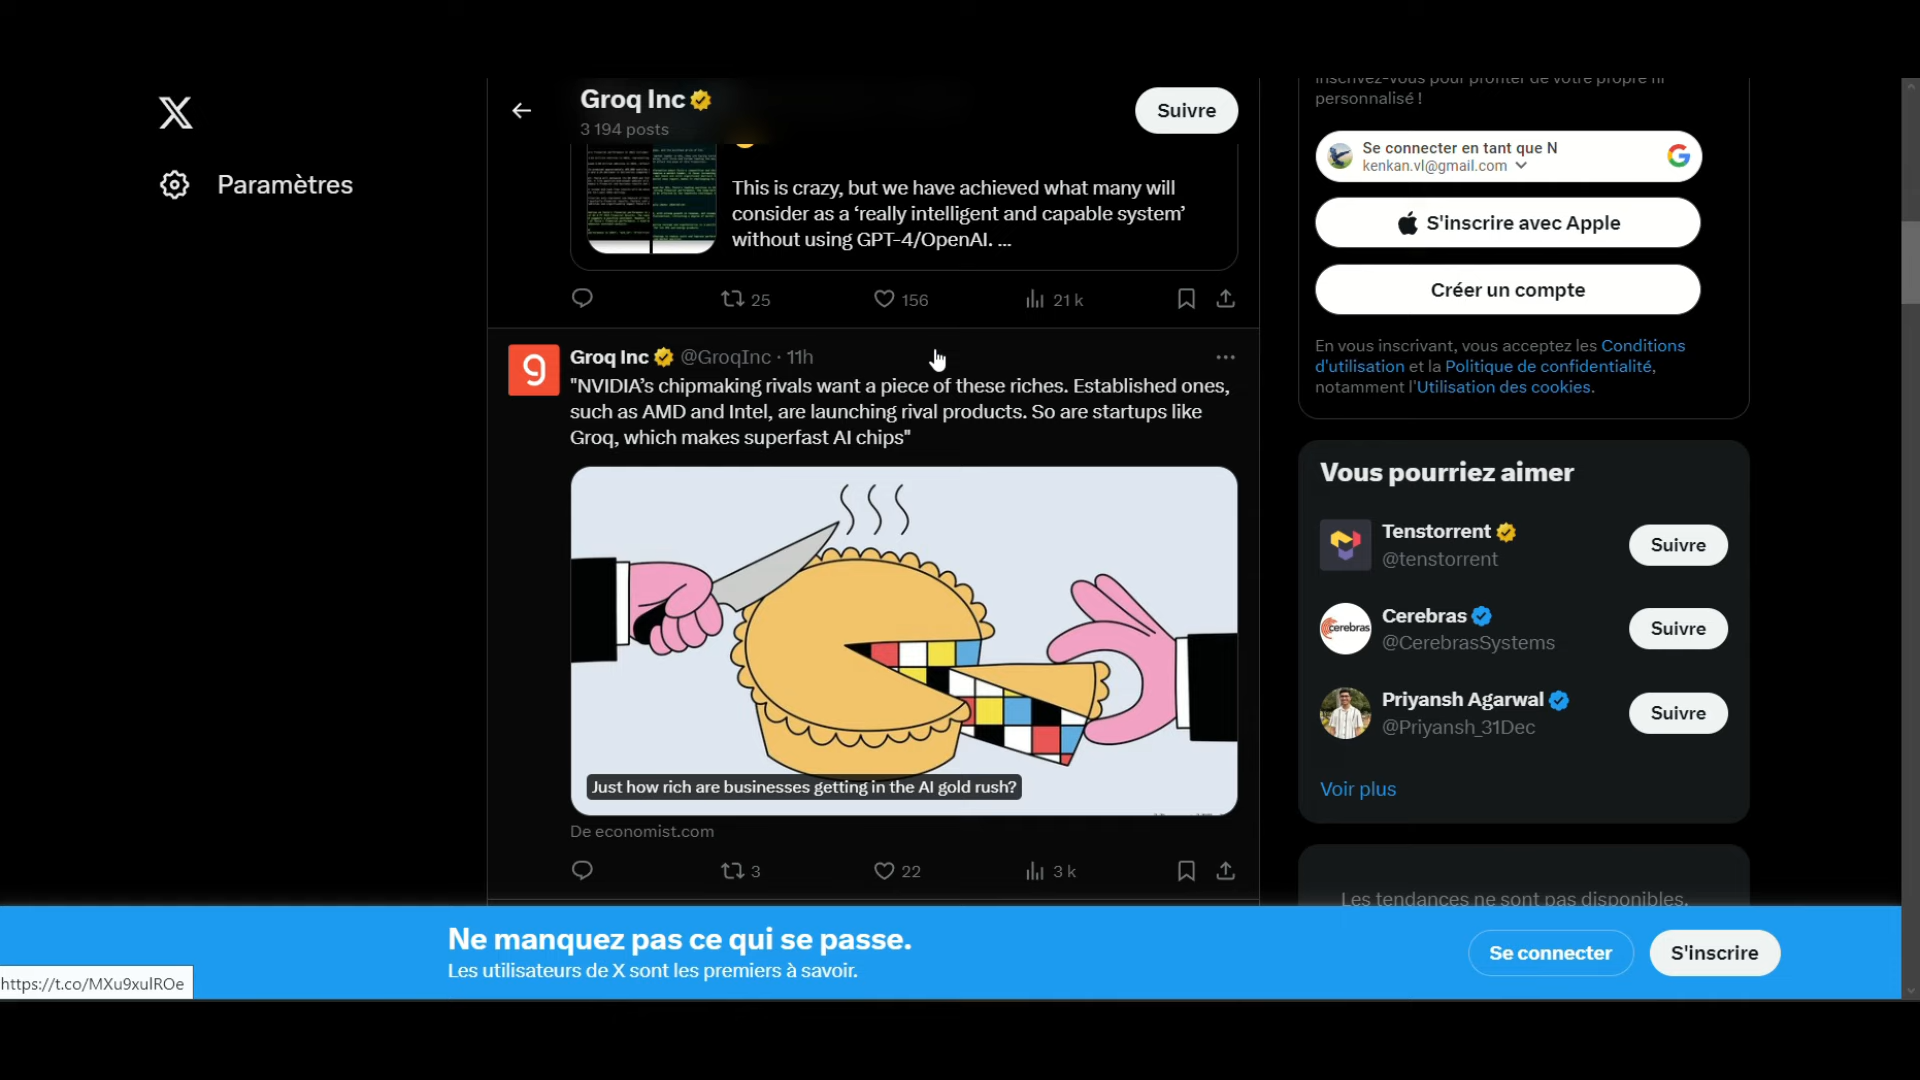 Paramètres
Groq Inc
3 194 posts
Suivre
This is crazy, but we have achieved what many will
consider as a ‘really intelligent and capable system’
without using GPT-4/OpenAI. ...
25
156
21 k
Groq Inc @GroqInc · 11h
"NVIDIA’s chipmaking rivals want a piece of these riches. Established ones,
such as AMD and Intel, are launching rival products. So are startups like
Groq, which makes superfast AI chips"
Just how rich are businesses getting in the AI gold rush?
De economist.com
3
22
3 k
inscrivez-vous pour profiter de votre propre fil
personnalisé !
Se connecter en tant que N
kenkan.vl@gmail.com
S'inscrire avec Apple
Créer un compte
En vous inscrivant, vous acceptez les Conditions
d'utilisation et la Politique de confidentialité,
notamment l'Utilisation des cookies.
Vous pourriez aimer
Tenstorrent
@tenstorrent
Suivre
cerebras
Cerebras
@CerebrasSystems
Suivre
Priyansh Agarwal
@Priyansh_31Dec
Suivre
Voir plus
Les tendances ne sont pas disponibles.
Ne manquez pas ce qui se passe.
Les utilisateurs de X sont les premiers à savoir.
Se connecter
S'inscrire
https://t.co/MXu9xulROe